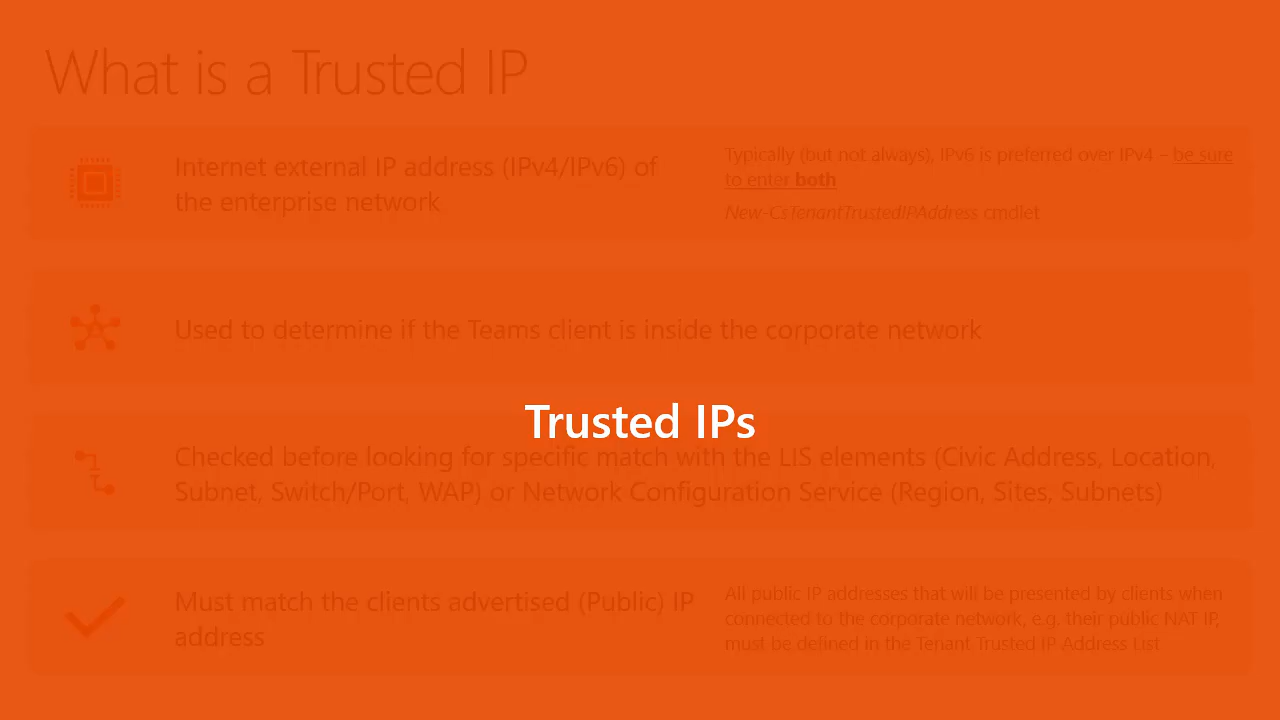 What is a Trusted IP
Internet external IP address (IPv4/IPv6) of
the enterprise network
Typically (but not always), IPv6 is preferred over IPv4 – be sure
to enter both
New-CsTenantTrustedIPAddress cmdlet
Used to determine if the Teams client is inside the corporate network
Trusted IPs
Checked before looking for specific match with the LIS elements (Civic Address, Location,
Subnet, Switch/Port, WAP) or Network Configuration Service (Region, Sites, Subnets)
Must match the clients advertised (Public) IP
address
All public IP addresses that will be presented by clients when
connected to the corporate network, e.g. their public NAT IP,
must be defined in the Tenant Trusted IP Address List